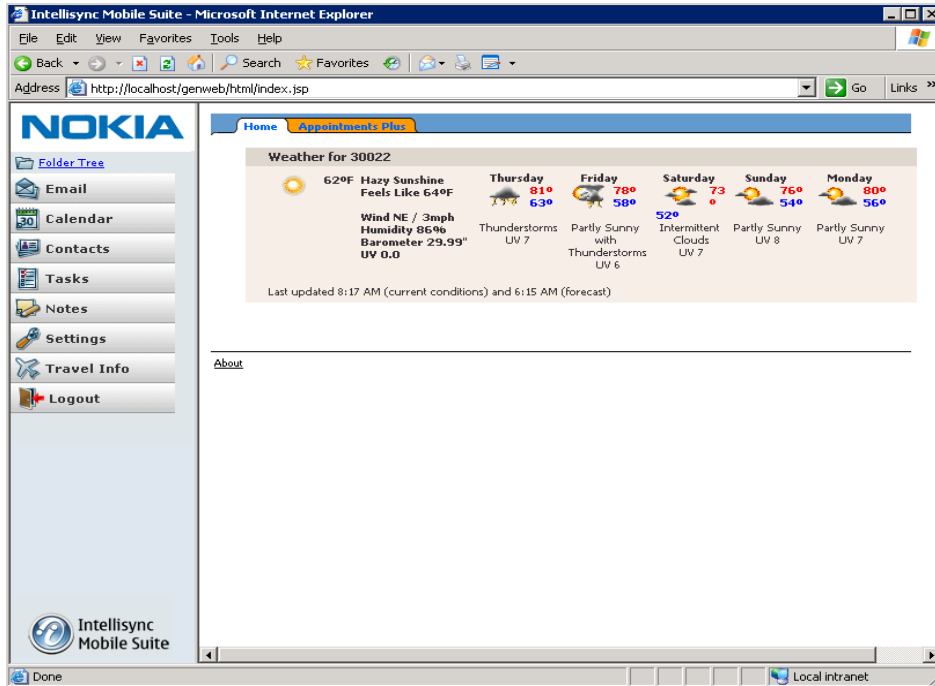 Intellisync Mobile Suite - Microsoft Internet Explorer
File Edit View Favorites Tools Help
Back Search Favorites
Address http://localhost/genweb/html/index.jsp Go Links »
NOKIA
Home Appointments Plus
Folder Tree
Email
30 Calendar
Contacts
Tasks
Notes
Settings
Travel Info
Logout
Weather for 30022
62ºF Hazy Sunshine
Feels Like 64ºF
Wind NE / 3mph
Humidity 86%
Barometer 29.99"
UV 0.0
Thursday
81º
63º
Thunderstorms
UV 7
Friday
78º
58º
Partly Sunny
with
Thunderstorms
UV 6
Saturday
73
º
52º
Intermittent
Clouds
UV 7
Sunday
76º
54º
Partly Sunny
UV 8
Monday
80º
56º
Partly Sunny
UV 7
Last updated 8:17 AM (current conditions) and 6:15 AM (forecast)
About
Intellisync
Mobile Suite
Done Local intranet